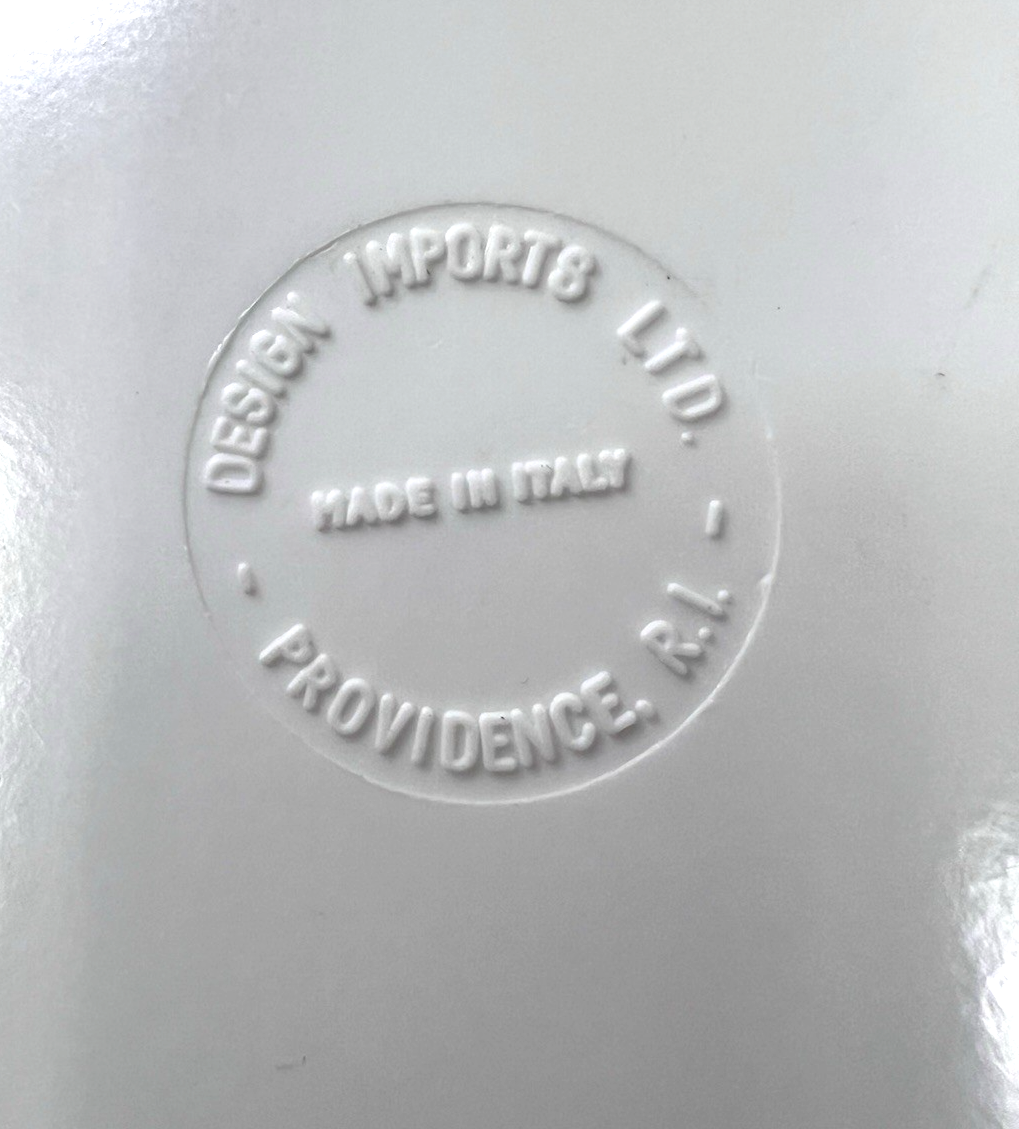 DESIGN IMPORTS LTD.
MADE IN ITALY
- PROVIDENCE, R.I. -